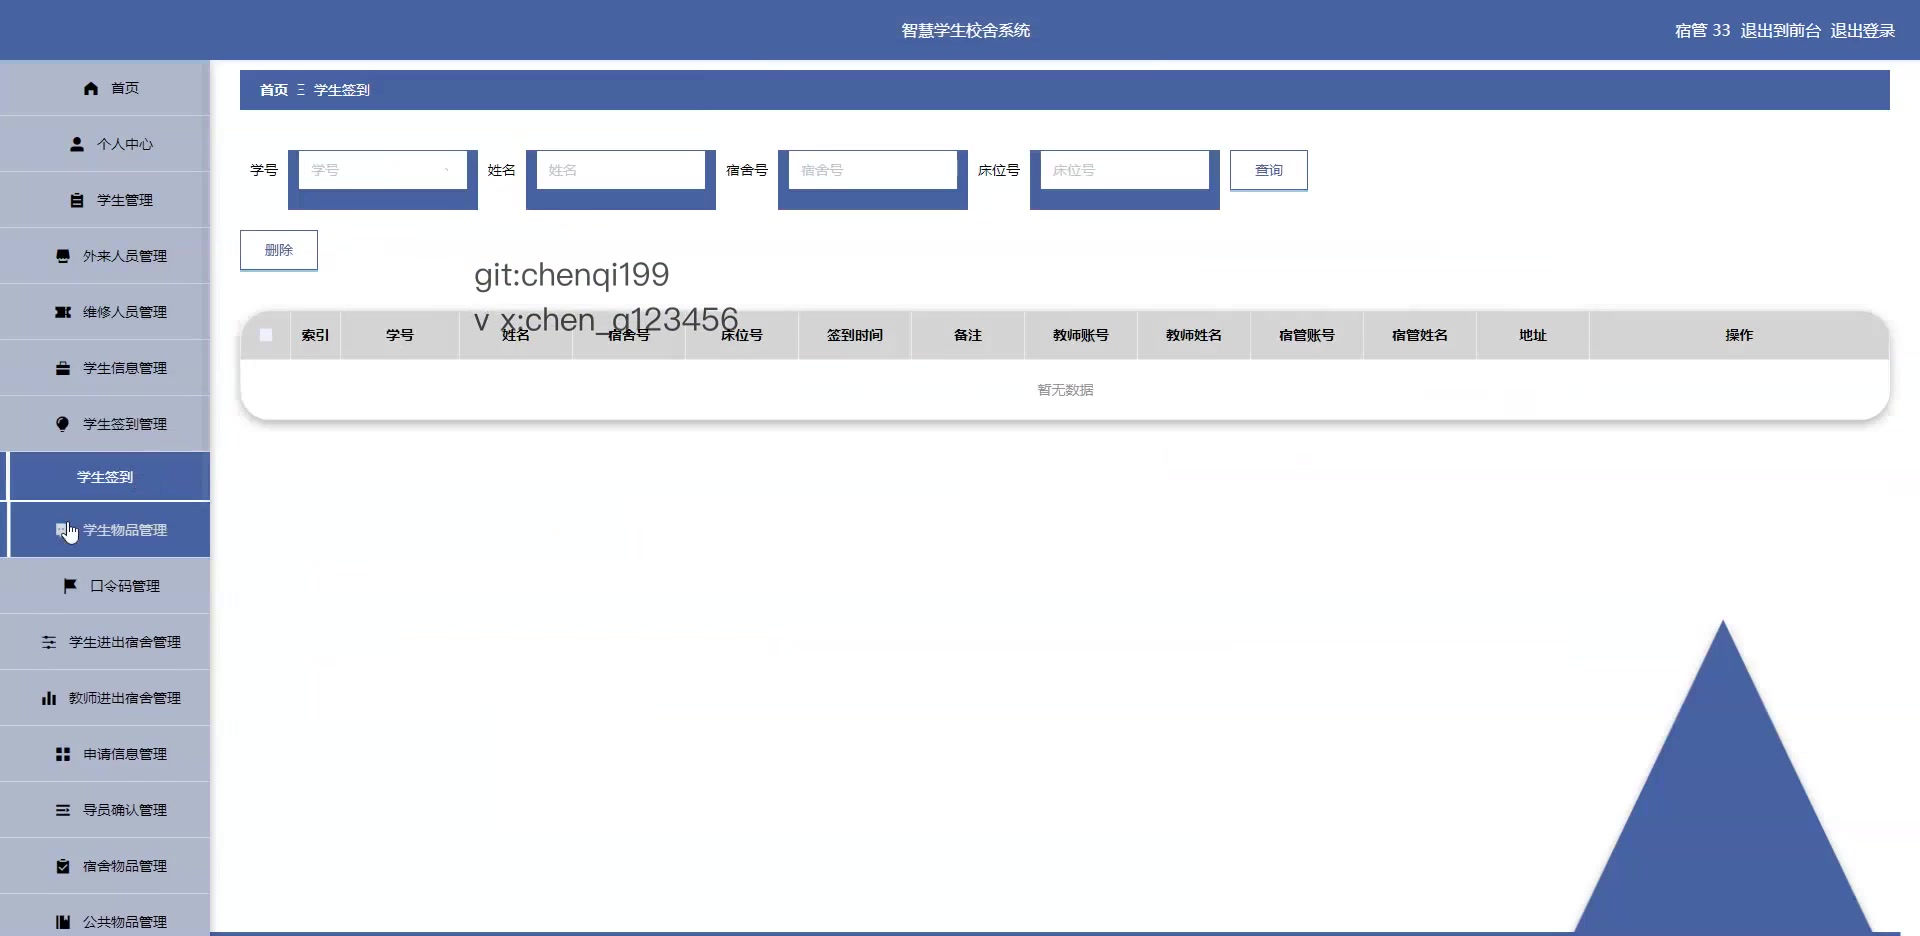 智慧学生校舍系统
宿管 33 退出到前台 退出登录
首页
个人中心
学生管理
外来人员管理
维修人员管理
学生信息管理
学生签到管理
学生签到
学生物品管理
口令码管理
学生进出宿舍管理
教师进出宿舍管理
申请信息管理
导员确认管理
宿舍物品管理
公共物品管理
首页 Ξ 学生签到
学号 学号 姓名 姓名 宿舍号 宿舍号 床位号 床位号 查询
删除
git:chenqi199
v x:chen_q123456
索引 学号 姓名 宿舍号 床位号 签到时间 备注 教师账号 教师姓名 宿管账号 宿管姓名 地址 操作
暂无数据